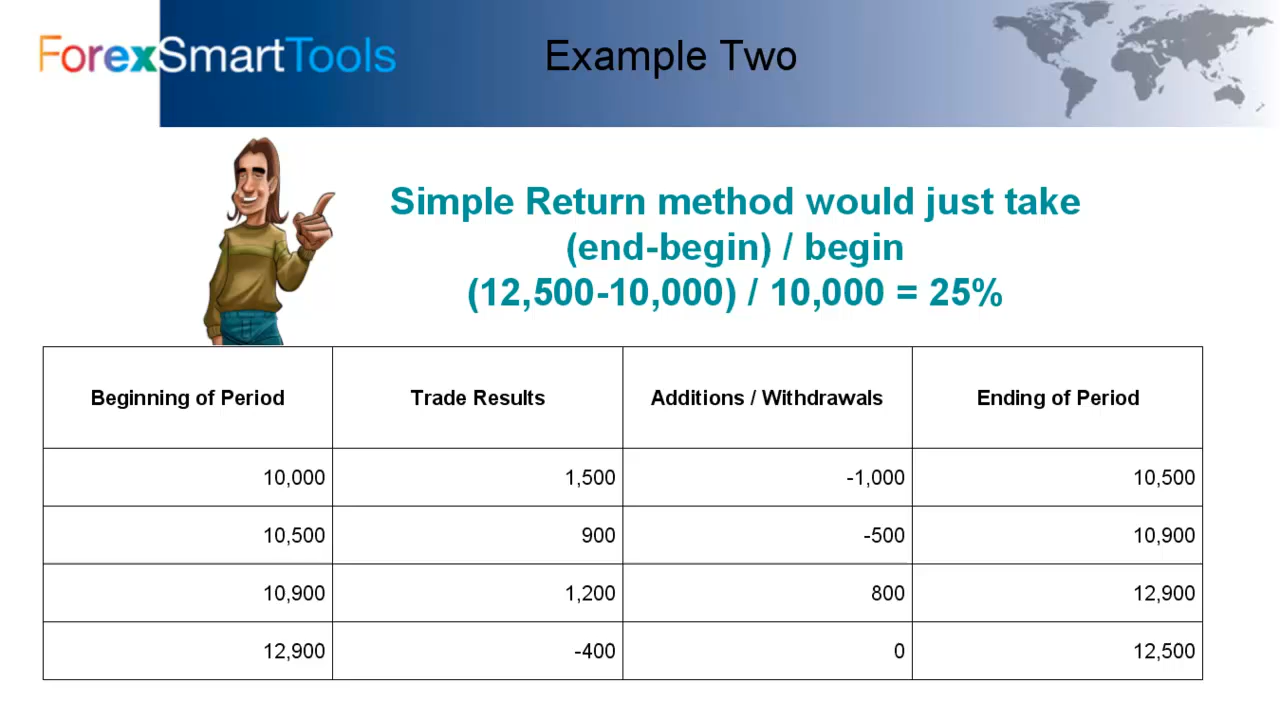 ForexSmartTools
Example Two
Simple Return method would just take
(end-begin) / begin
(12,500-10,000) / 10,000 = 25%
Beginning of Period Trade Results Additions / Withdrawals Ending of Period
10,000 1,500 -1,000 10,500
10,500 900 -500 10,900
10,900 1,200 800 12,900
12,900 -400 0 12,500